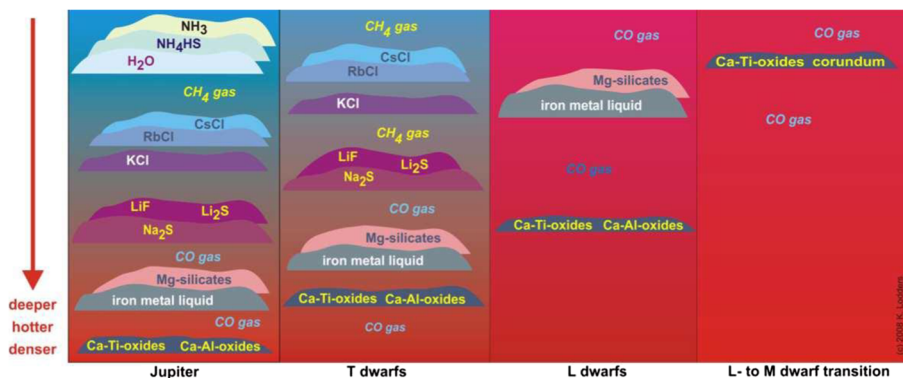 NH3
NH4HS
H2O
CH4 gas
CsCl
RbCl
KCl
LiF
Li2S
Na2S
CO gas
Mg-silicates
iron metal liquid
CO gas
Ca-Ti-oxides Ca-Al-oxides
Jupiter
CH4 gas
CsCl
RbCl
KCl
CH4 gas
LiF
Li2S
Na2S
CO gas
Mg-silicates
iron metal liquid
Ca-Ti-oxides Ca-Al-oxides
CO gas
T dwarfs
CO gas
Mg-silicates
iron metal liquid
CO gas
Ca-Ti-oxides Ca-Al-oxides
L dwarfs
CO gas
Ca-Ti-oxides corundum
CO gas
L- to M dwarf transition
deeper
hotter
denser
(c) 2006 K. Lodders